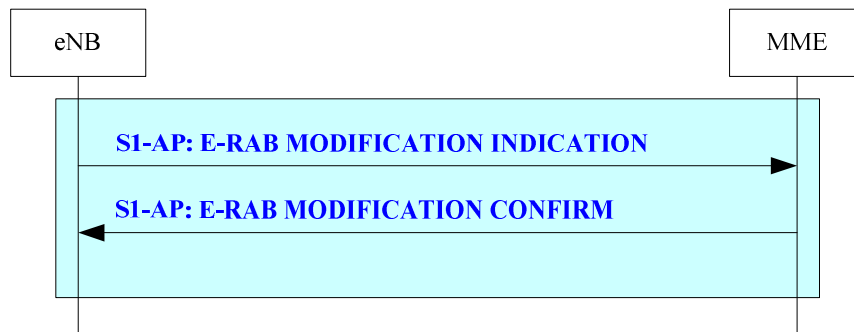 eNB
MME
S1-AP: E-RAB MODIFICATION INDICATION
S1-AP: E-RAB MODIFICATION CONFIRM